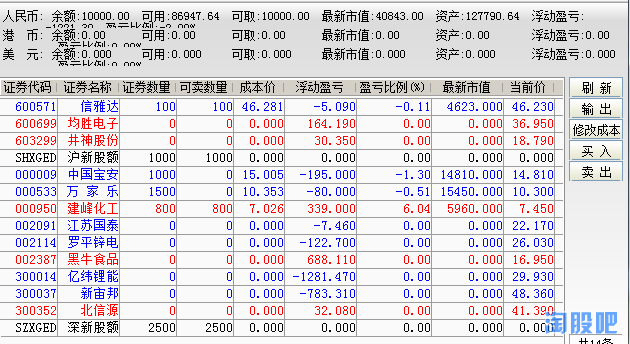 人民币: 余额:10000.00 可用:86947.64 可取:10000.00 最新市值:40843.00 资产:127790.64 浮动盈亏:
港 币: 余额:0.00 可用:0.00 可取:0.00 最新市值:0.000 资产:0.000 浮动盈亏:0.00
美 元: 余额:0.00 可用:0.00 可取:0.00 最新市值:0.000 资产:0.000 浮动盈亏:0.00
证券代码 证券名称 证券数量 可卖数量 成本价 浮动盈亏 盈亏比例(%) 最新市值 当前价
600571 信雅达 100 100 46.281 -5.090 -0.11 4623.000 46.230
600699 均胜电子 0 0 0.000 164.190 0.00 0.000 36.950
603299 井神股份 0 0 0.000 30.350 0.00 0.000 18.790
SHXGED 沪新股额 1000 1000 0.000 0.000 0.00 0.000 0.000
000009 中国宝安 1000 0 15.005 -195.000 -1.30 14810.000 14.810
000533 万 家 乐 1500 0 10.353 -80.000 -0.51 15450.000 10.300
000950 建峰化工 800 800 7.026 339.000 6.04 5960.000 7.450
002091 江苏国泰 0 0 0.000 -7.460 0.00 0.000 22.170
002114 罗平锌电 0 0 0.000 -122.700 0.00 0.000 26.030
002387 黑牛食品 0 0 0.000 688.110 0.00 0.000 16.950
300014 亿纬锂能 0 0 0.000 -1281.470 0.00 0.000 29.930
300037 新宙邦 0 0 0.000 -783.310 0.00 0.000 48.360
300352 北信源 0 0 0.000 32.080 0.00 0.000 41.390
SZXGED 深新股额 2500 2500 0.000 0.000 0.00 0.000 0.000
刷 新
输 出
修改成本
买 入
卖 出
淘股吧
共14条